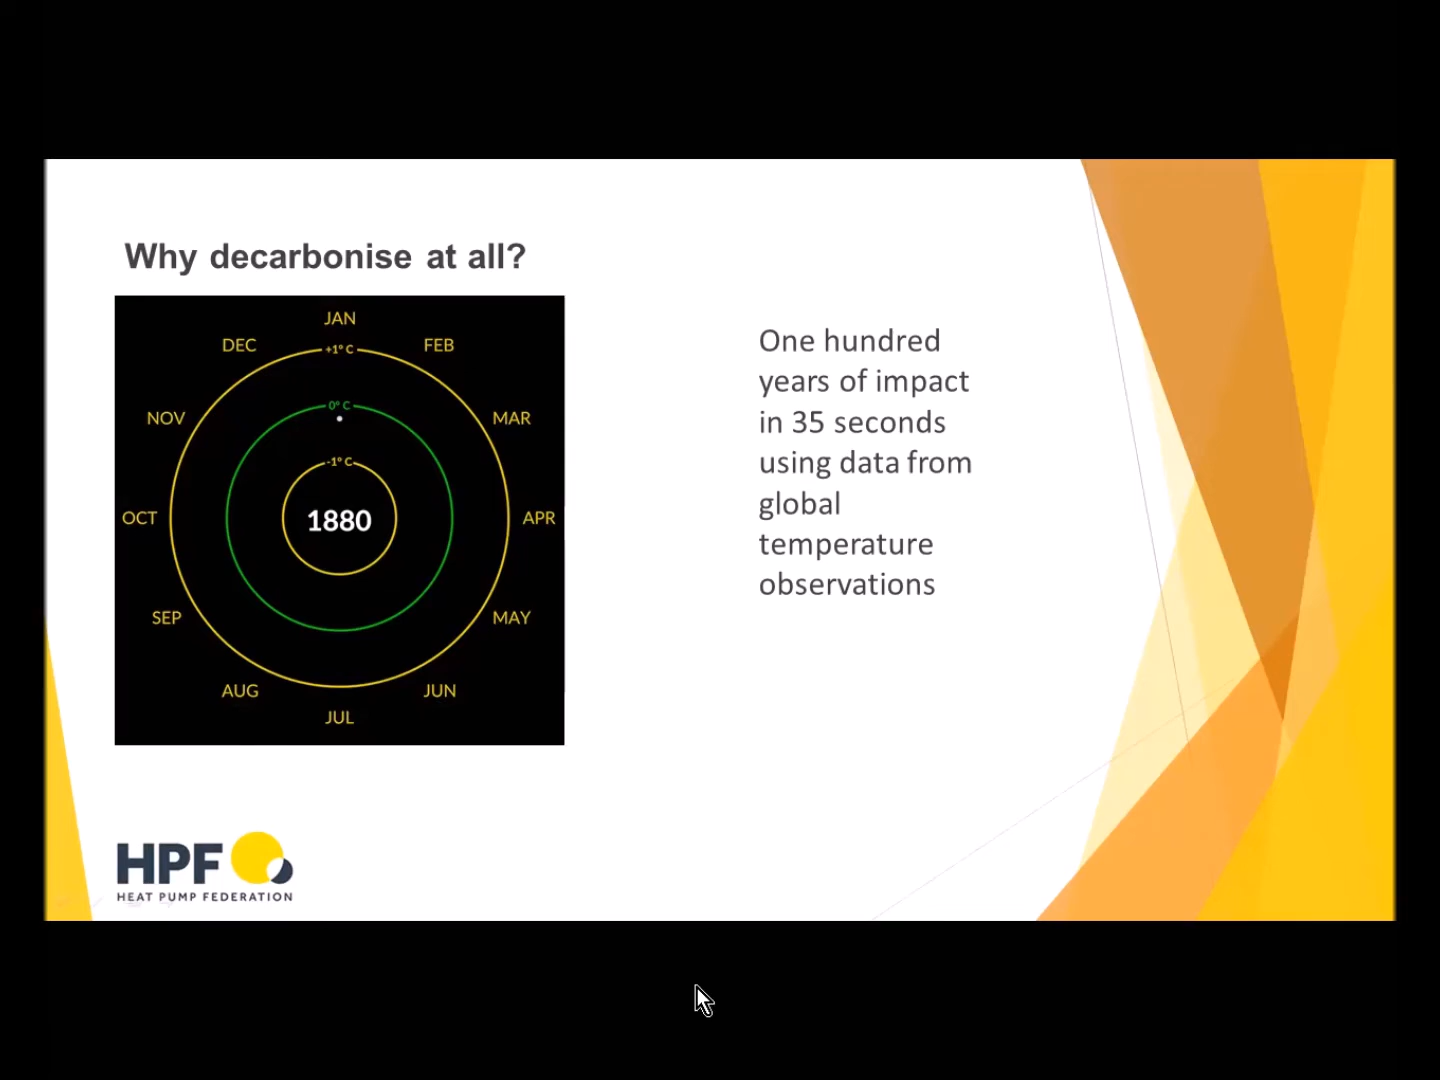 Why decarbonise at all?
JAN
DEC
FEB
+1° C
NOV
0° C
MAR
-1° C
OCT
1880
APR
SEP
MAY
AUG
JUN
JUL
One hundred
years of impact
in 35 seconds
using data from
global
temperature
observations
HPF
HEAT PUMP FEDERATION